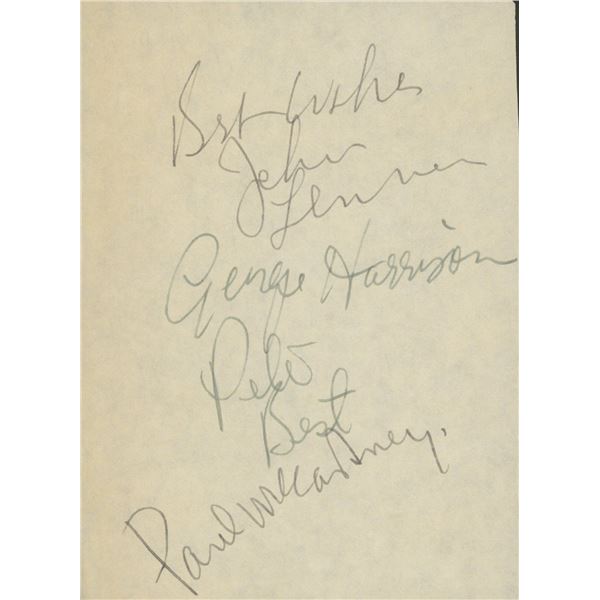 Best wishes
John
Lennon
George Harrison
Pete
Best
Paul McCartney.